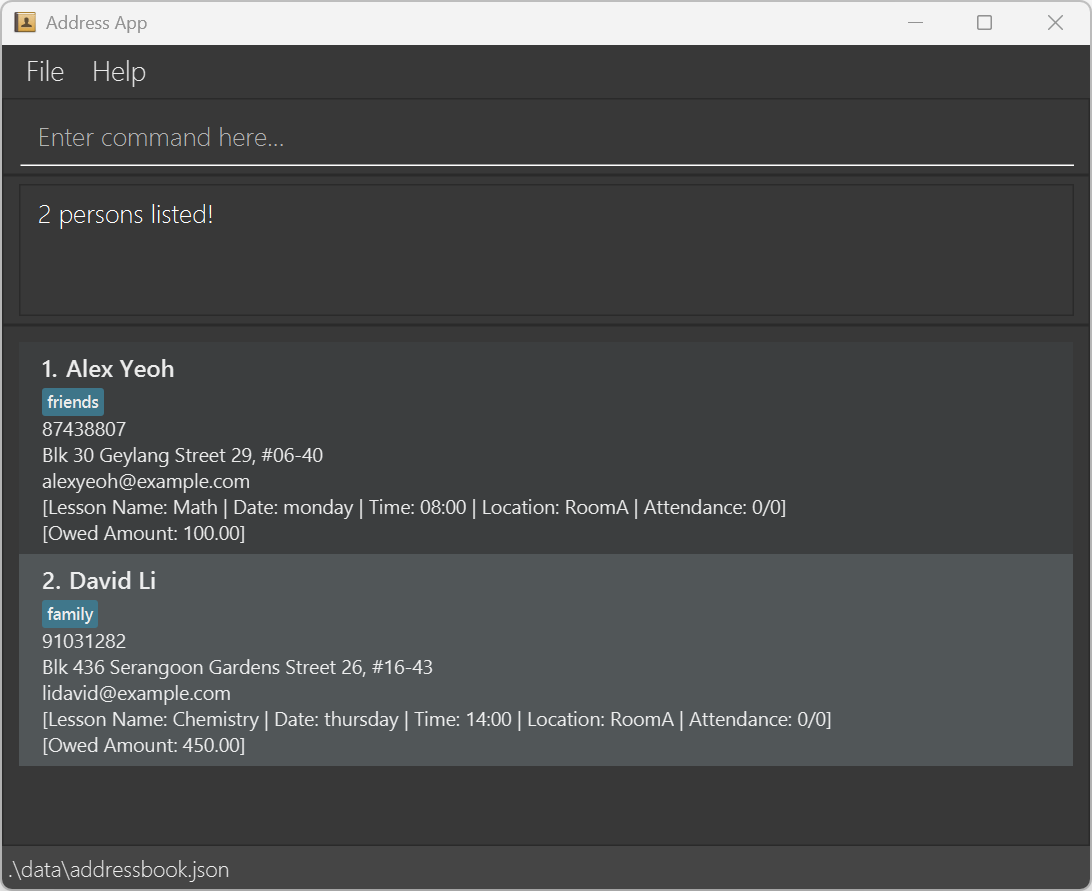 Address App
File Help
Enter command here...
2 persons listed!
1. Alex Yeoh
friends
87438807
Blk 30 Geylang Street 29, #06-40
alexyeoh@example.com
[Lesson Name: Math | Date: monday | Time: 08:00 | Location: RoomA | Attendance: 0/0]
[Owed Amount: 100.00]
2. David Li
family
91031282
Blk 436 Serangoon Gardens Street 26, #16-43
lidavid@example.com
[Lesson Name: Chemistry | Date: thursday | Time: 14:00 | Location: RoomA | Attendance: 0/0]
[Owed Amount: 450.00]
.\data\addressbook.json